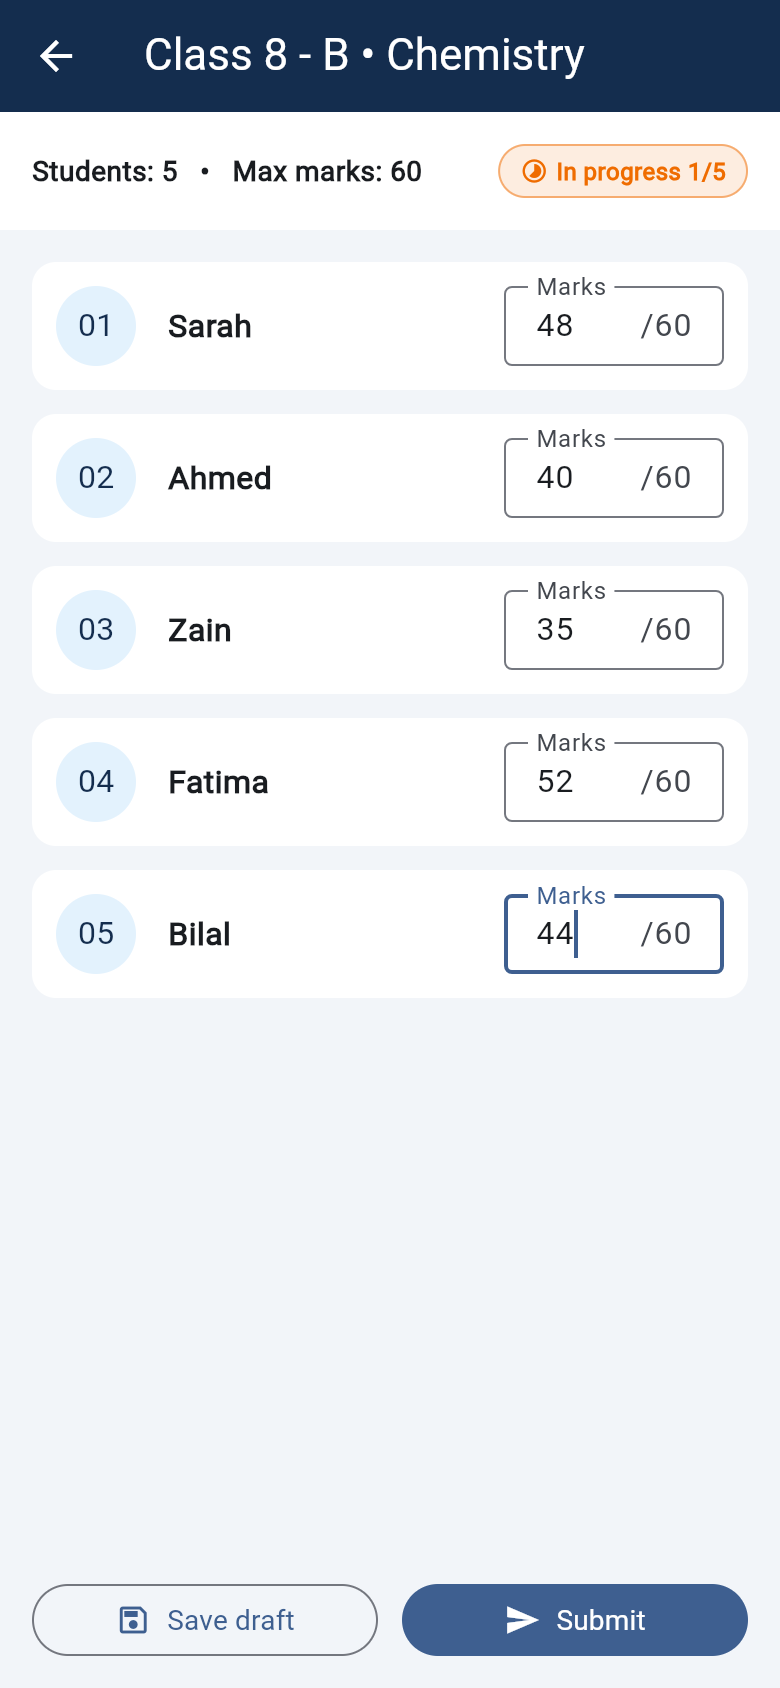 Class 8 - B • Chemistry
Students: 5 • Max marks: 60
In progress 1/5
Marks
01 Sarah 48 /60
Marks
02 Ahmed 40 /60
Marks
03 Zain 35 /60
Marks
04 Fatima 52 /60
Marks
05 Bilal 44 /60
Save draft
Submit